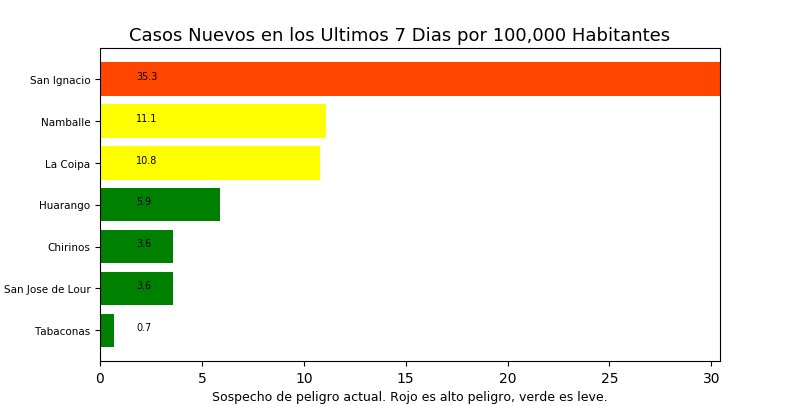 Casos Nuevos en los Ultimos 7 Dias por 100,000 Habitantes
San Ignacio 35.3
Namballe 11.1
La Coipa 10.8
Huarango 5.9
Chirinos 3.6
San Jose de Lour 3.6
Tabaconas 0.7
0 5 10 15 20 25 30
Sospecho de peligro actual. Rojo es alto peligro, verde es leve.